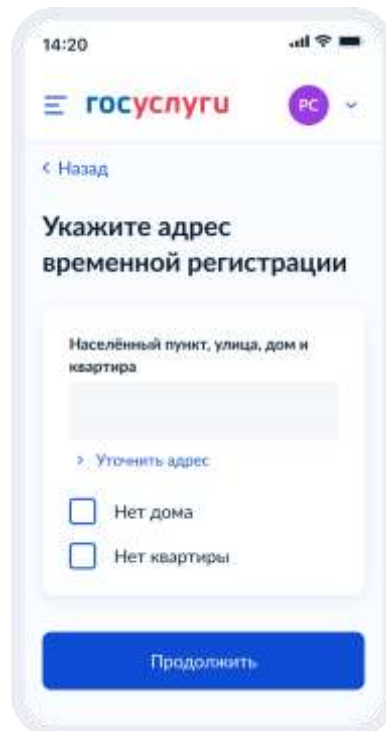 14:20
госуслуги
РС
< Назад
Укажите адрес
временной регистрации
Населённый пункт, улица, дом и
квартира
> Уточнить адрес
Нет дома
Нет квартиры
Продолжить